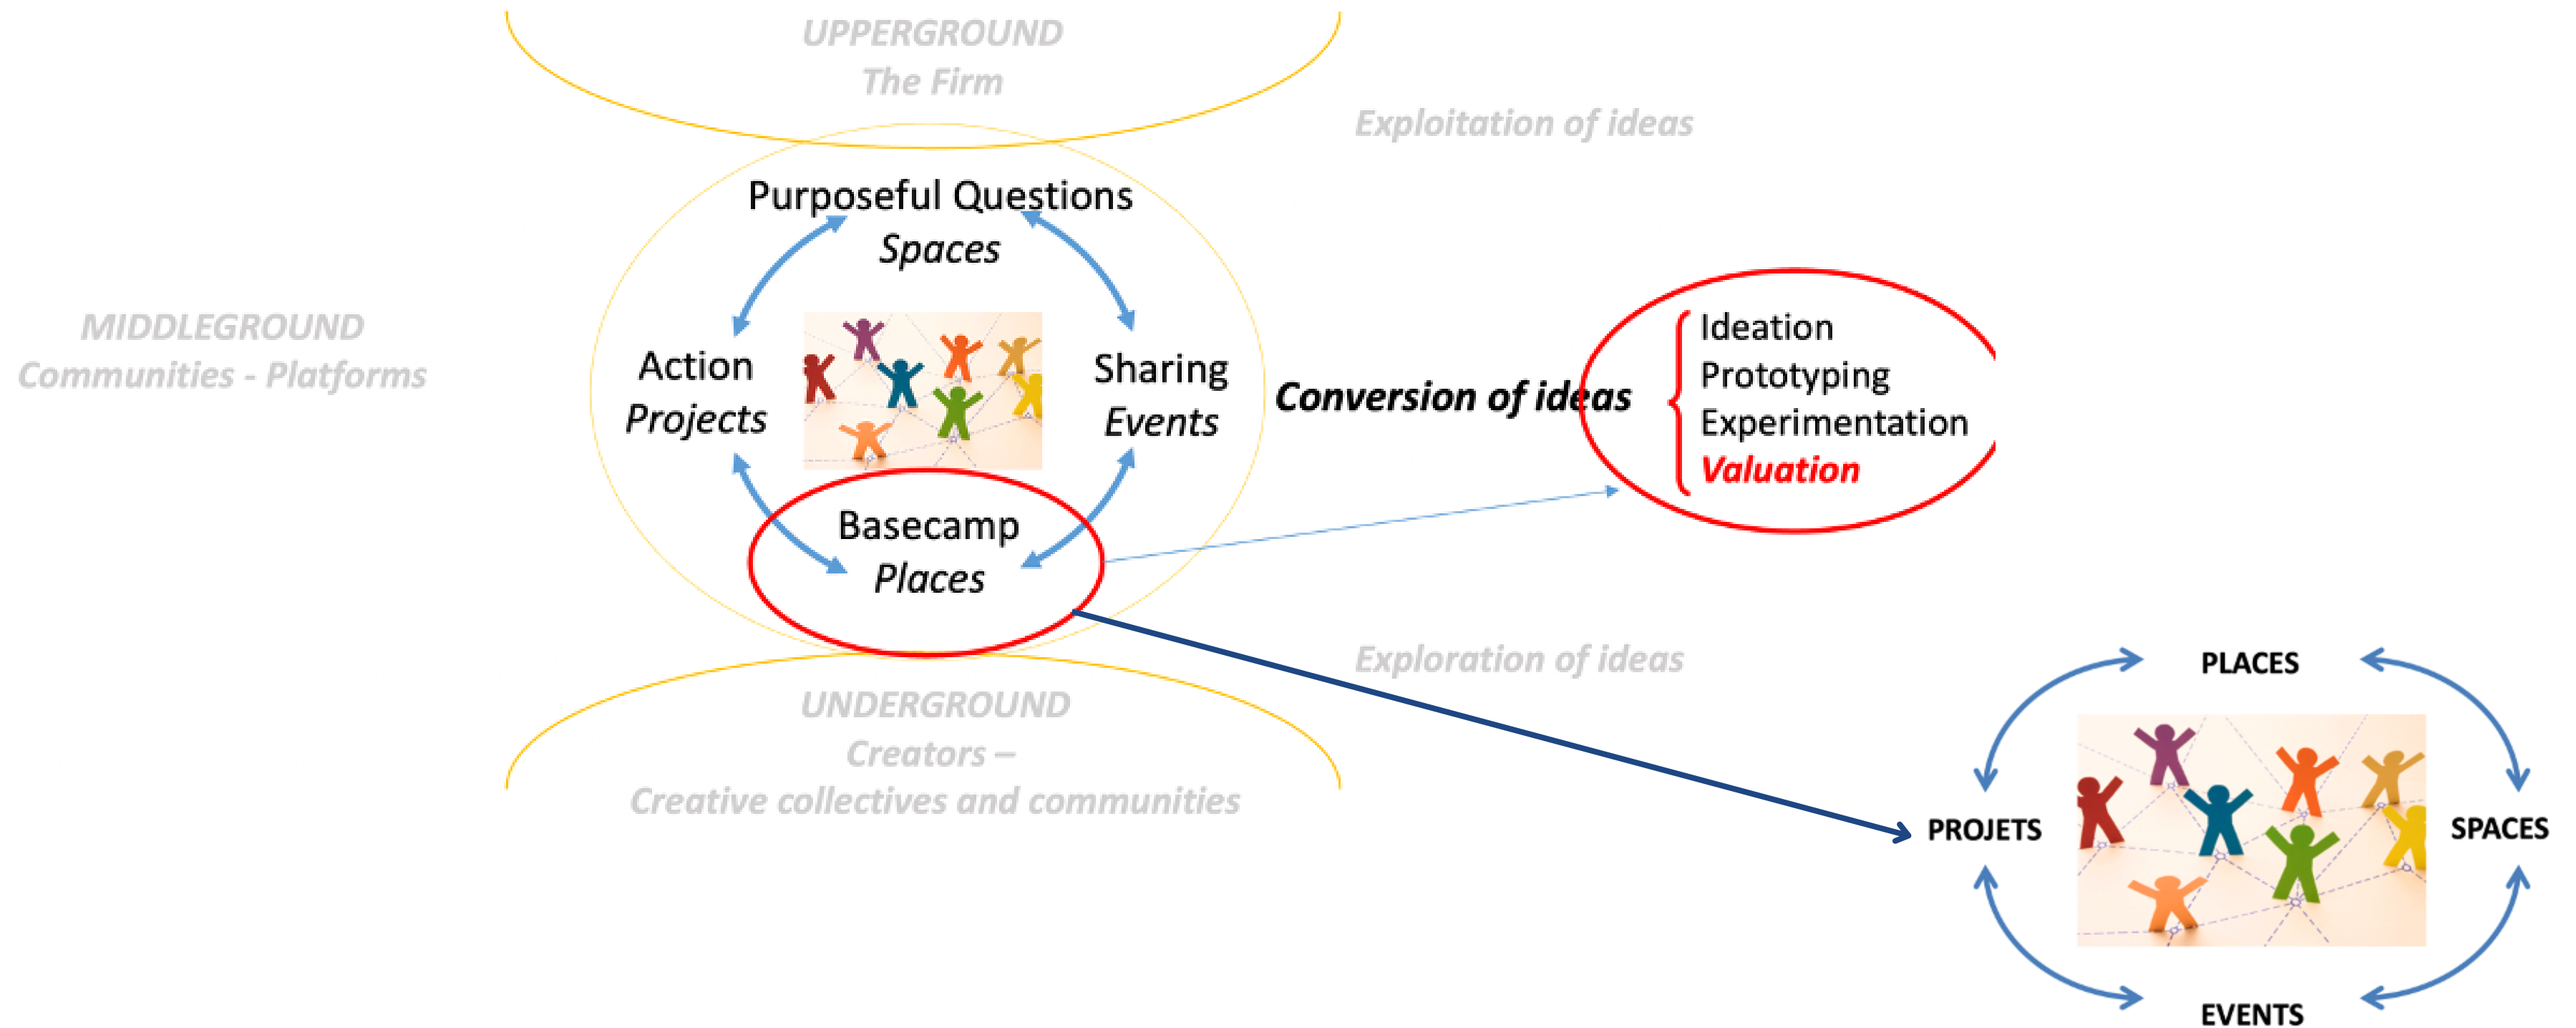 UPPERGROUND
The Firm
Exploitation of ideas
Purposeful Questions
Spaces
MIDDLEGROUND
Communities - Platforms
Action
Projects
Sharing
Events
Conversion of ideas
Ideation
Prototyping
Experimentation
Valuation
Basecamp
Places
Exploration of ideas
UNDERGROUND
Creators –
Creative collectives and communities
PLACES
PROJETS
SPACES
EVENTS